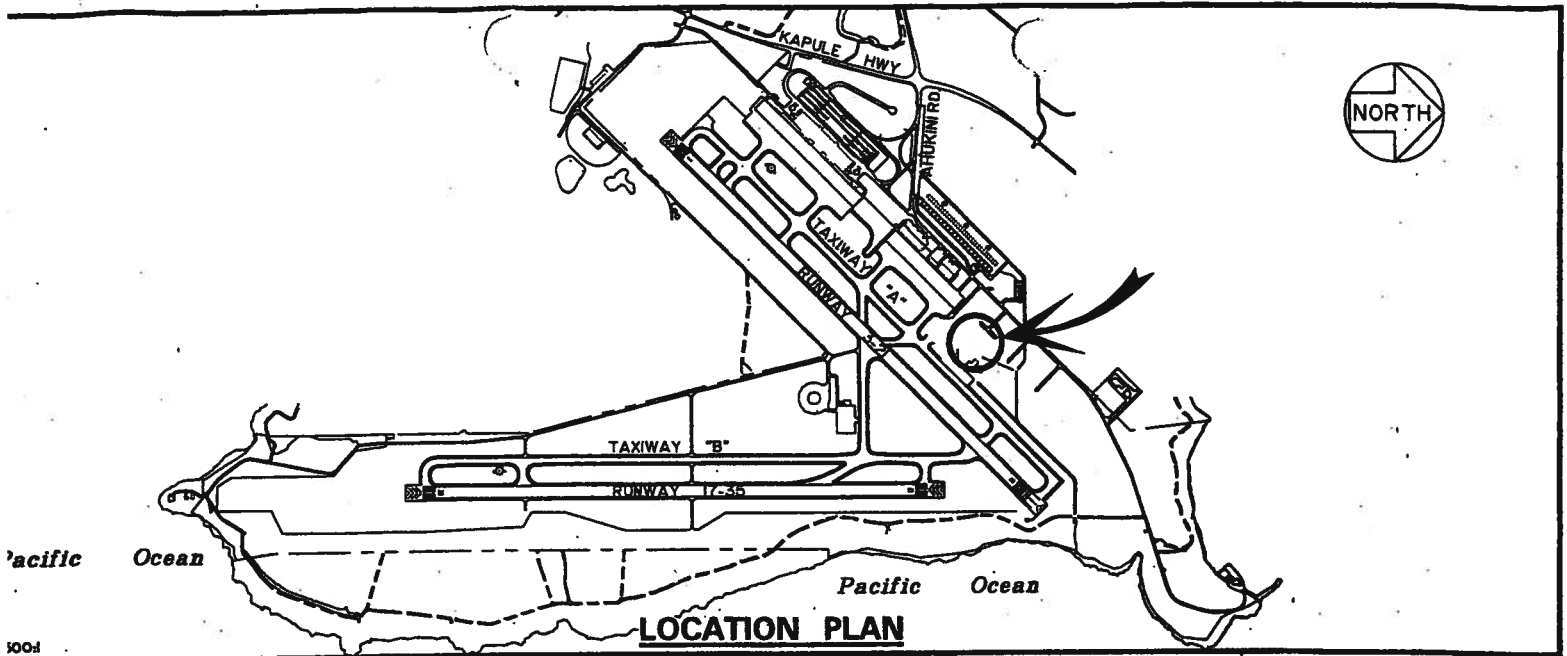 KAPULE HWY
NORTH
AHUKINI RD
TAXIWAY
"A"
RUNWAY
TAXIWAY "B"
RUNWAY 17-35
Pacific Ocean
Pacific Ocean
LOCATION PLAN